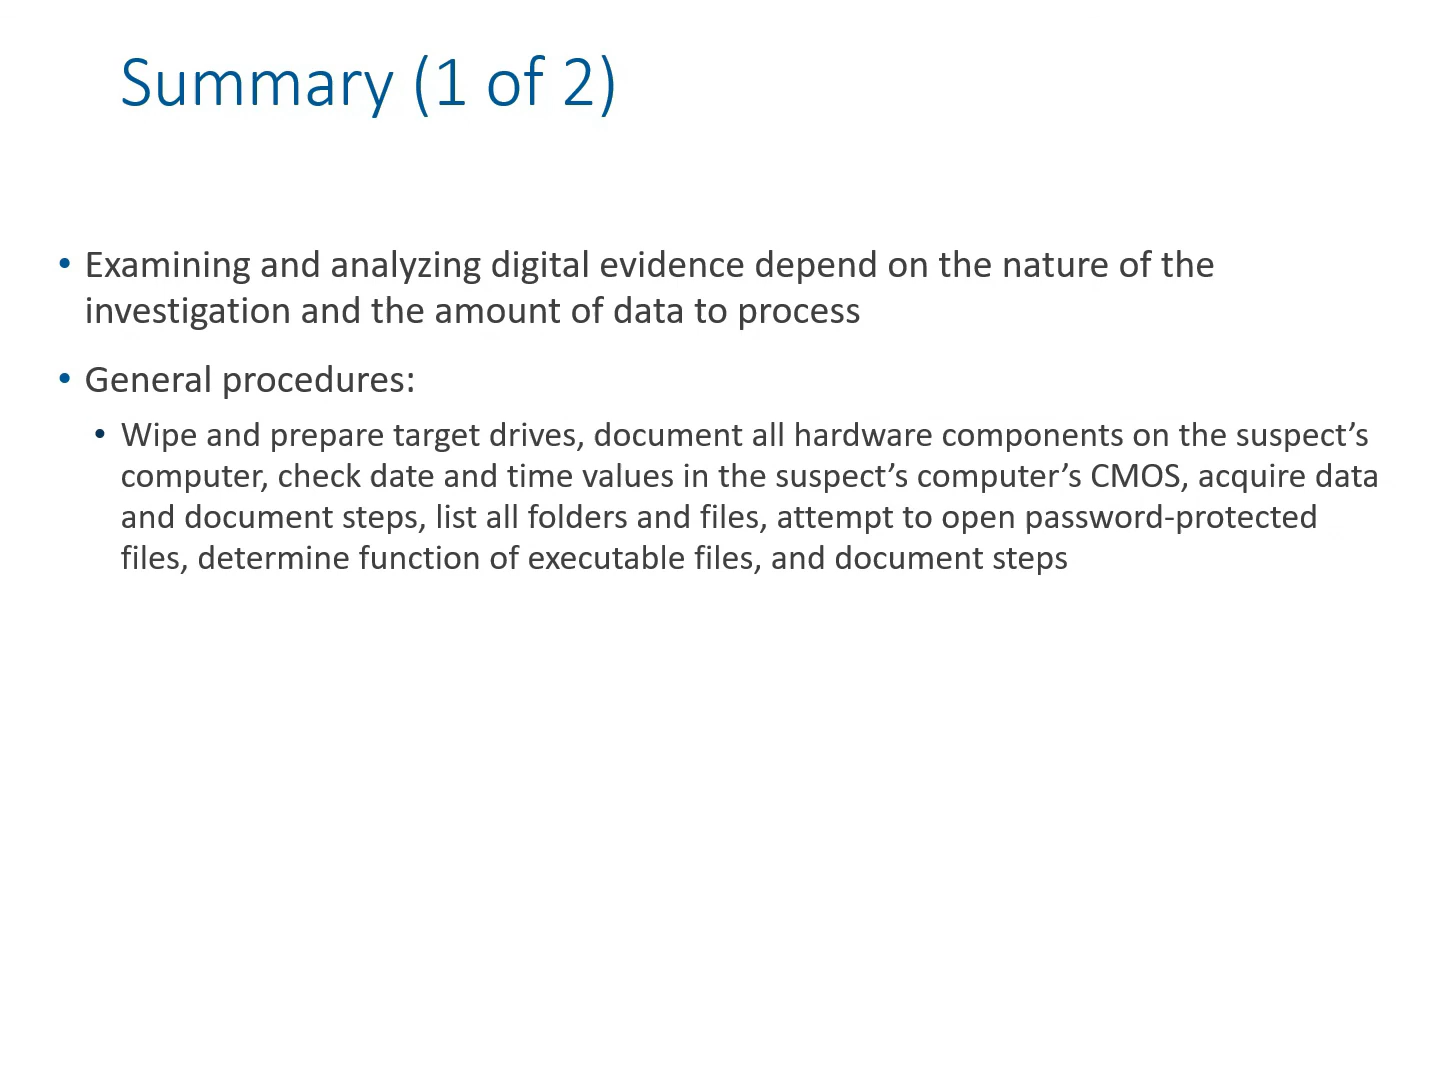 Summary (1 of 2)
• Examining and analyzing digital evidence depend on the nature of the
investigation and the amount of data to process
• General procedures:
• Wipe and prepare target drives, document all hardware components on the suspect’s
computer, check date and time values in the suspect’s computer’s CMOS, acquire data
and document steps, list all folders and files, attempt to open password-protected
files, determine function of executable files, and document steps